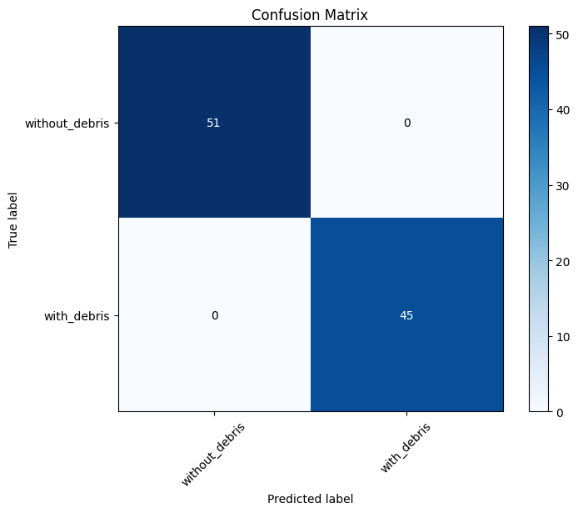 Confusion Matrix
without_debris
51
0
with_debris
0
45
True label
without_debris
with_debris
Predicted label
50
40
30
20
10
0